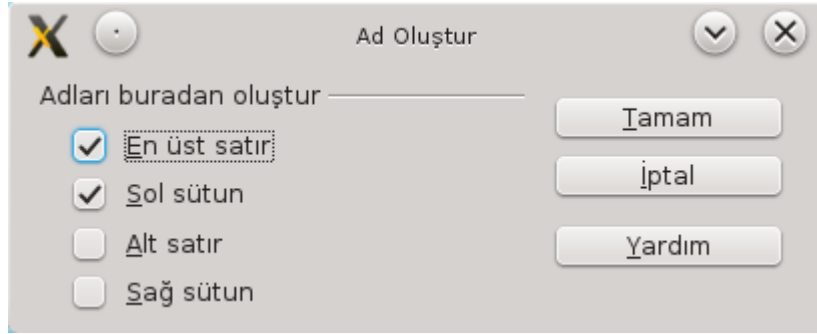 Ad Oluştur
Adları buradan oluştur
En üst satır
Sol sütun
Alt satır
Sağ sütun
Tamam
İptal
Yardım